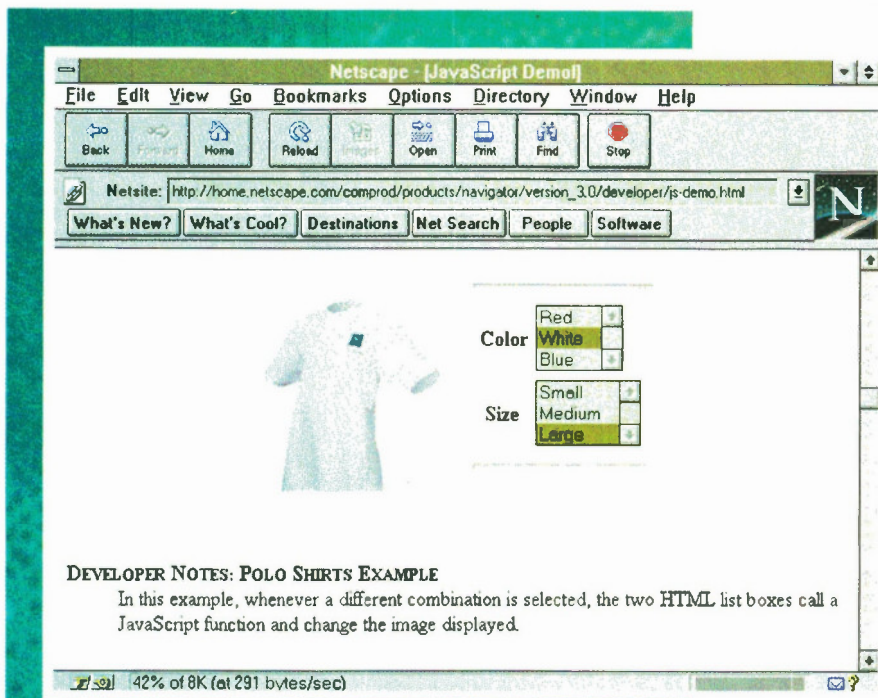 Netscape - [JavaScript Demo!]
File Edit View Go Bookmarks Options Directory Window Help
Back Forward Home Reload Images Open Print Find Stop
Netsite: http://home.netscape.com/comprod/products/navigator/version_3.0/developer/js-demo.html
N
What's New? What's Cool? Destinations Net Search People Software
Red
Color White
Blue
Small
Size Medium
Large
DEVELOPER NOTES: POLO SHIRTS EXAMPLE
In this example, whenever a different combination is selected, the two HTML list boxes call a
JavaScript function and change the image displayed.
42% of 8K (at 291 bytes/sec)
?